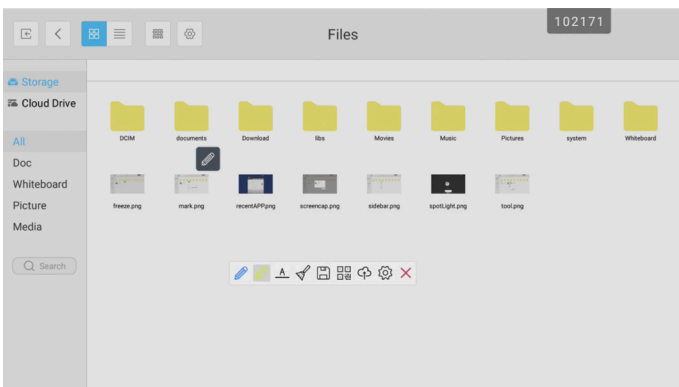 102171
Files
Storage
Cloud Drive
All
Doc
Whiteboard
Picture
Media
Search
DCIM
documents
Download
libs
Movies
Music
Pictures
system
Whiteboard
freeze.png
mark.png
recentAPP.png
screencap.png
sidebar.png
spotLight.png
tool.png
A